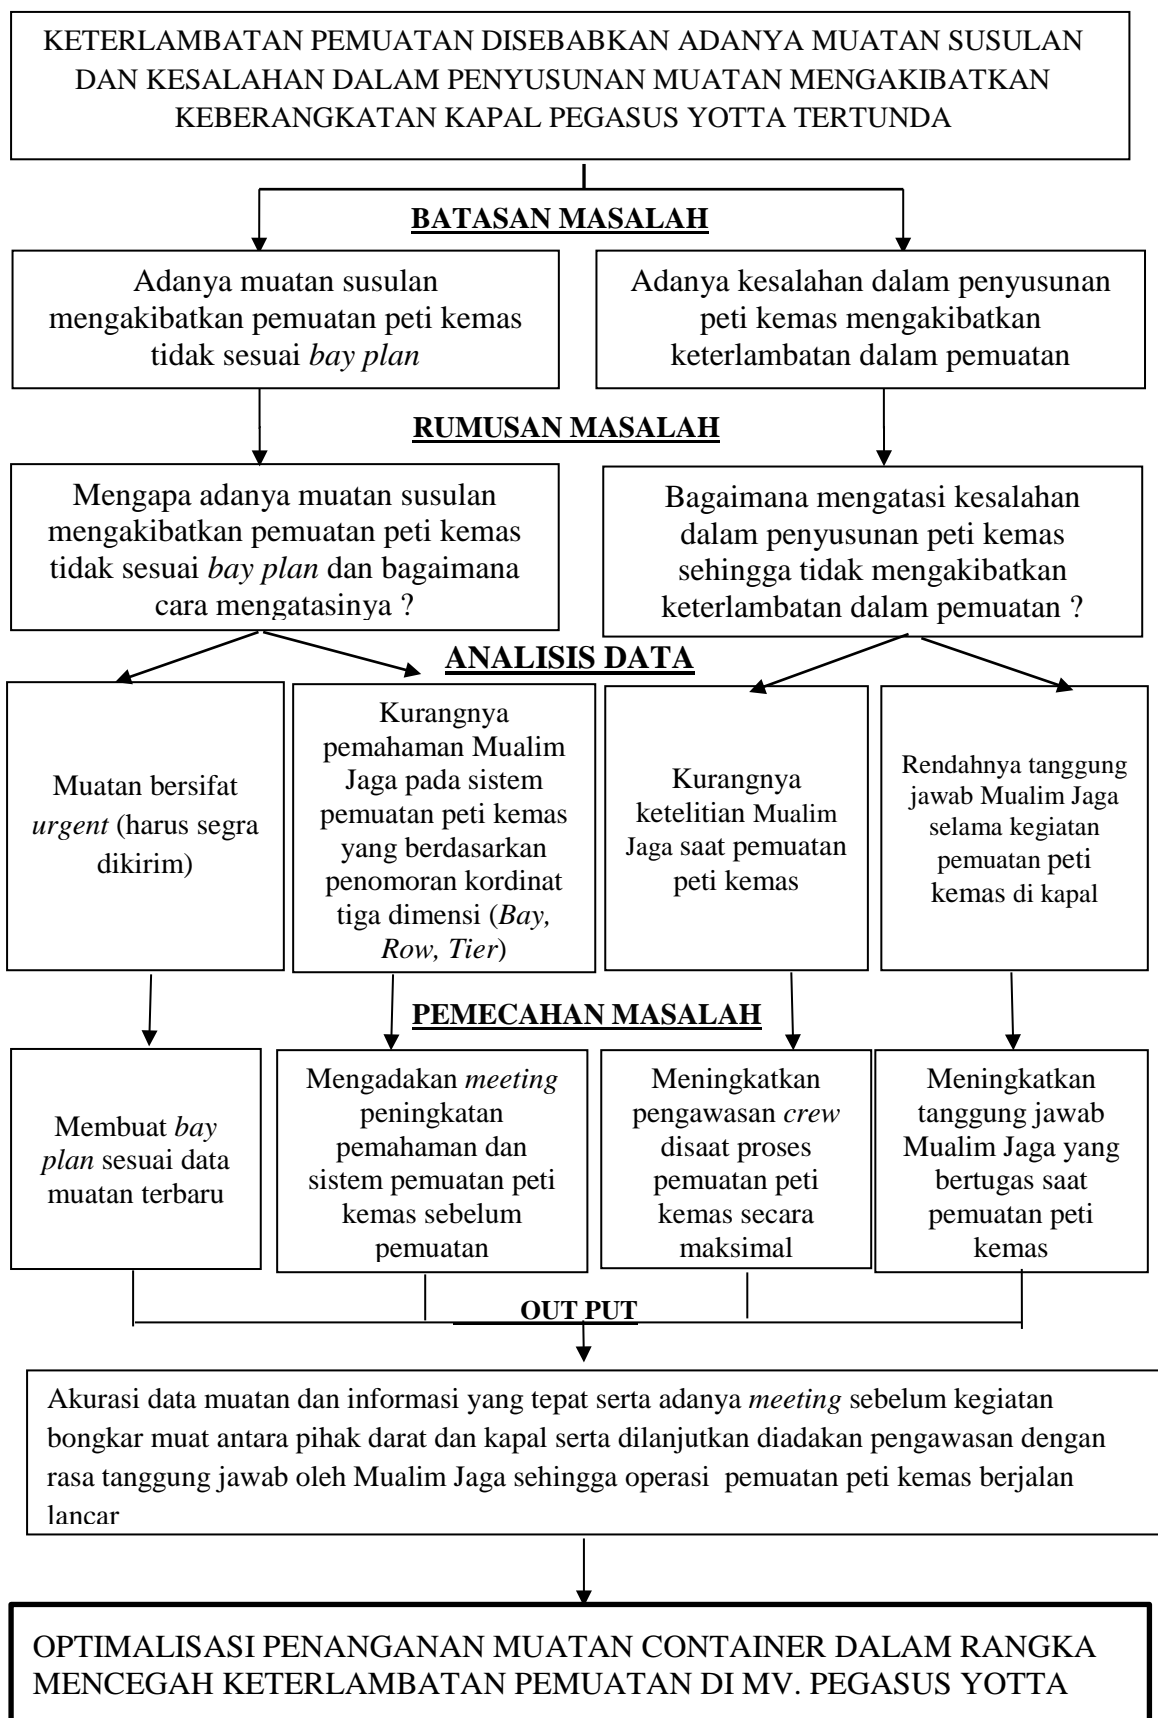 KETERLAMBATAN PEMUATAN DISEBABKAN ADANYA MUATAN SUSULAN
DAN KESALAHAN DALAM PENYUSUNAN MUATAN MENGAKIBATKAN
KEBERANGKATAN KAPAL PEGASUS YOTTA TERTUNDA
BATASAN MASALAH
Adanya muatan susulan
mengakibatkan pemuatan peti kemas
tidak sesuai bay plan
Adanya kesalahan dalam penyusunan
peti kemas mengakibatkan
keterlambatan dalam pemuatan
RUMUSAN MASALAH
Mengapa adanya muatan susulan
mengakibatkan pemuatan peti kemas
tidak sesuai bay plan dan bagaimana
cara mengatasinya ?
Bagaimana mengatasi kesalahan
dalam penyusunan peti kemas
sehingga tidak mengakibatkan
keterlambatan dalam pemuatan ?
ANALISIS DATA
Muatan bersifat
urgent (harus segra
dikirim)
Kurangnya
pemahaman Mualim
Jaga pada sistem
pemuatan peti kemas
yang berdasarkan
penomoran kordinat
tiga dimensi (Bay,
Row, Tier)
Kurangnya
ketelitian Mualim
Jaga saat pemuatan
peti kemas
Rendahnya tanggung
jawab Mualim Jaga
selama kegiatan
pemuatan peti
kemas di kapal
PEMECAHAN MASALAH
Membuat bay
plan sesuai data
muatan terbaru
Mengadakan meeting
peningkatan
pemahaman dan
sistem pemuatan peti
kemas sebelum
pemuatan
Meningkatkan
pengawasan crew
disaat proses
pemuatan peti
kemas secara
maksimal
Meningkatkan
tanggung jawab
Mualim Jaga yang
bertugas saat
pemuatan peti
kemas
OUT PUT
Akurasi data muatan dan informasi yang tepat serta adanya meeting sebelum kegiatan
bongkar muat antara pihak darat dan kapal serta dilanjutkan diadakan pengawasan dengan
rasa tanggung jawab oleh Mualim Jaga sehingga operasi pemuatan peti kemas berjalan
lancar
OPTIMALISASI PENANGANAN MUATAN CONTAINER DALAM RANGKA
MENCEGAH KETERLAMBATAN PEMUATAN DI MV. PEGASUS YOTTA